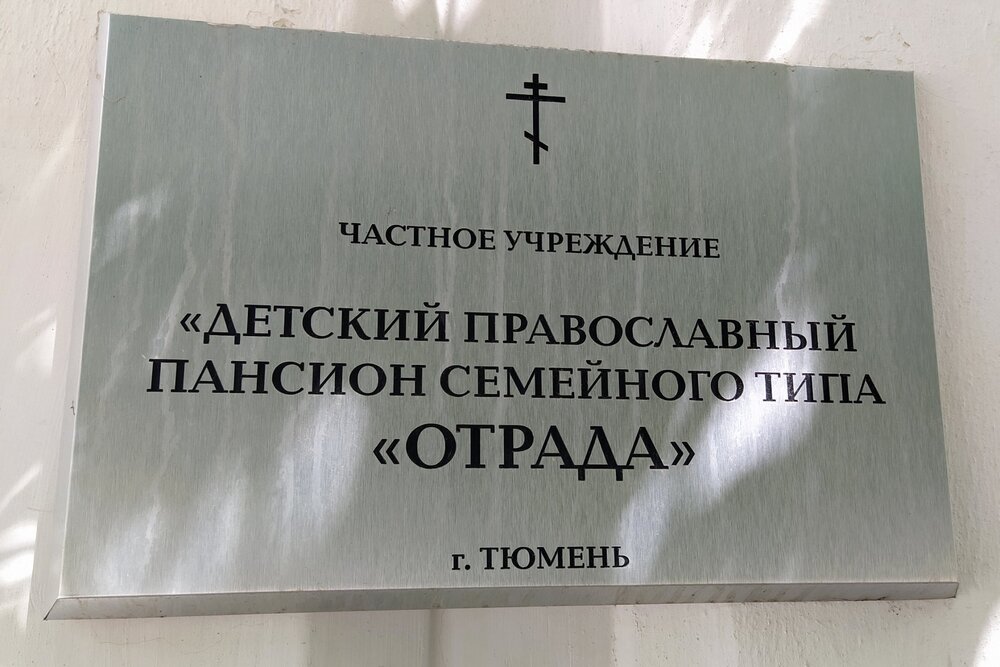 ЧАСТНОЕ УЧРЕЖДЕНИЕ
«ДЕТСКИЙ ПРАВОСЛАВНЫЙ
ПАНСИОН СЕМЕЙНОГО ТИПА
«ОТРАДА»
г. ТЮМЕНЬ